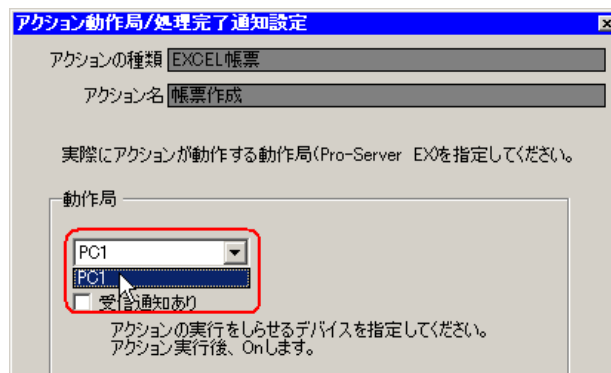 アクション動作局/処理完了通知設定
アクションの種類 EXCEL帳票
アクション名 帳票作成
実際にアクションが動作する動作局(Pro-Server EX)を指定してください。
動作局
PC1
PC1
受信通知あり
アクションの実行をしらせるデバイスを指定してください。
アクション実行後、Onします。